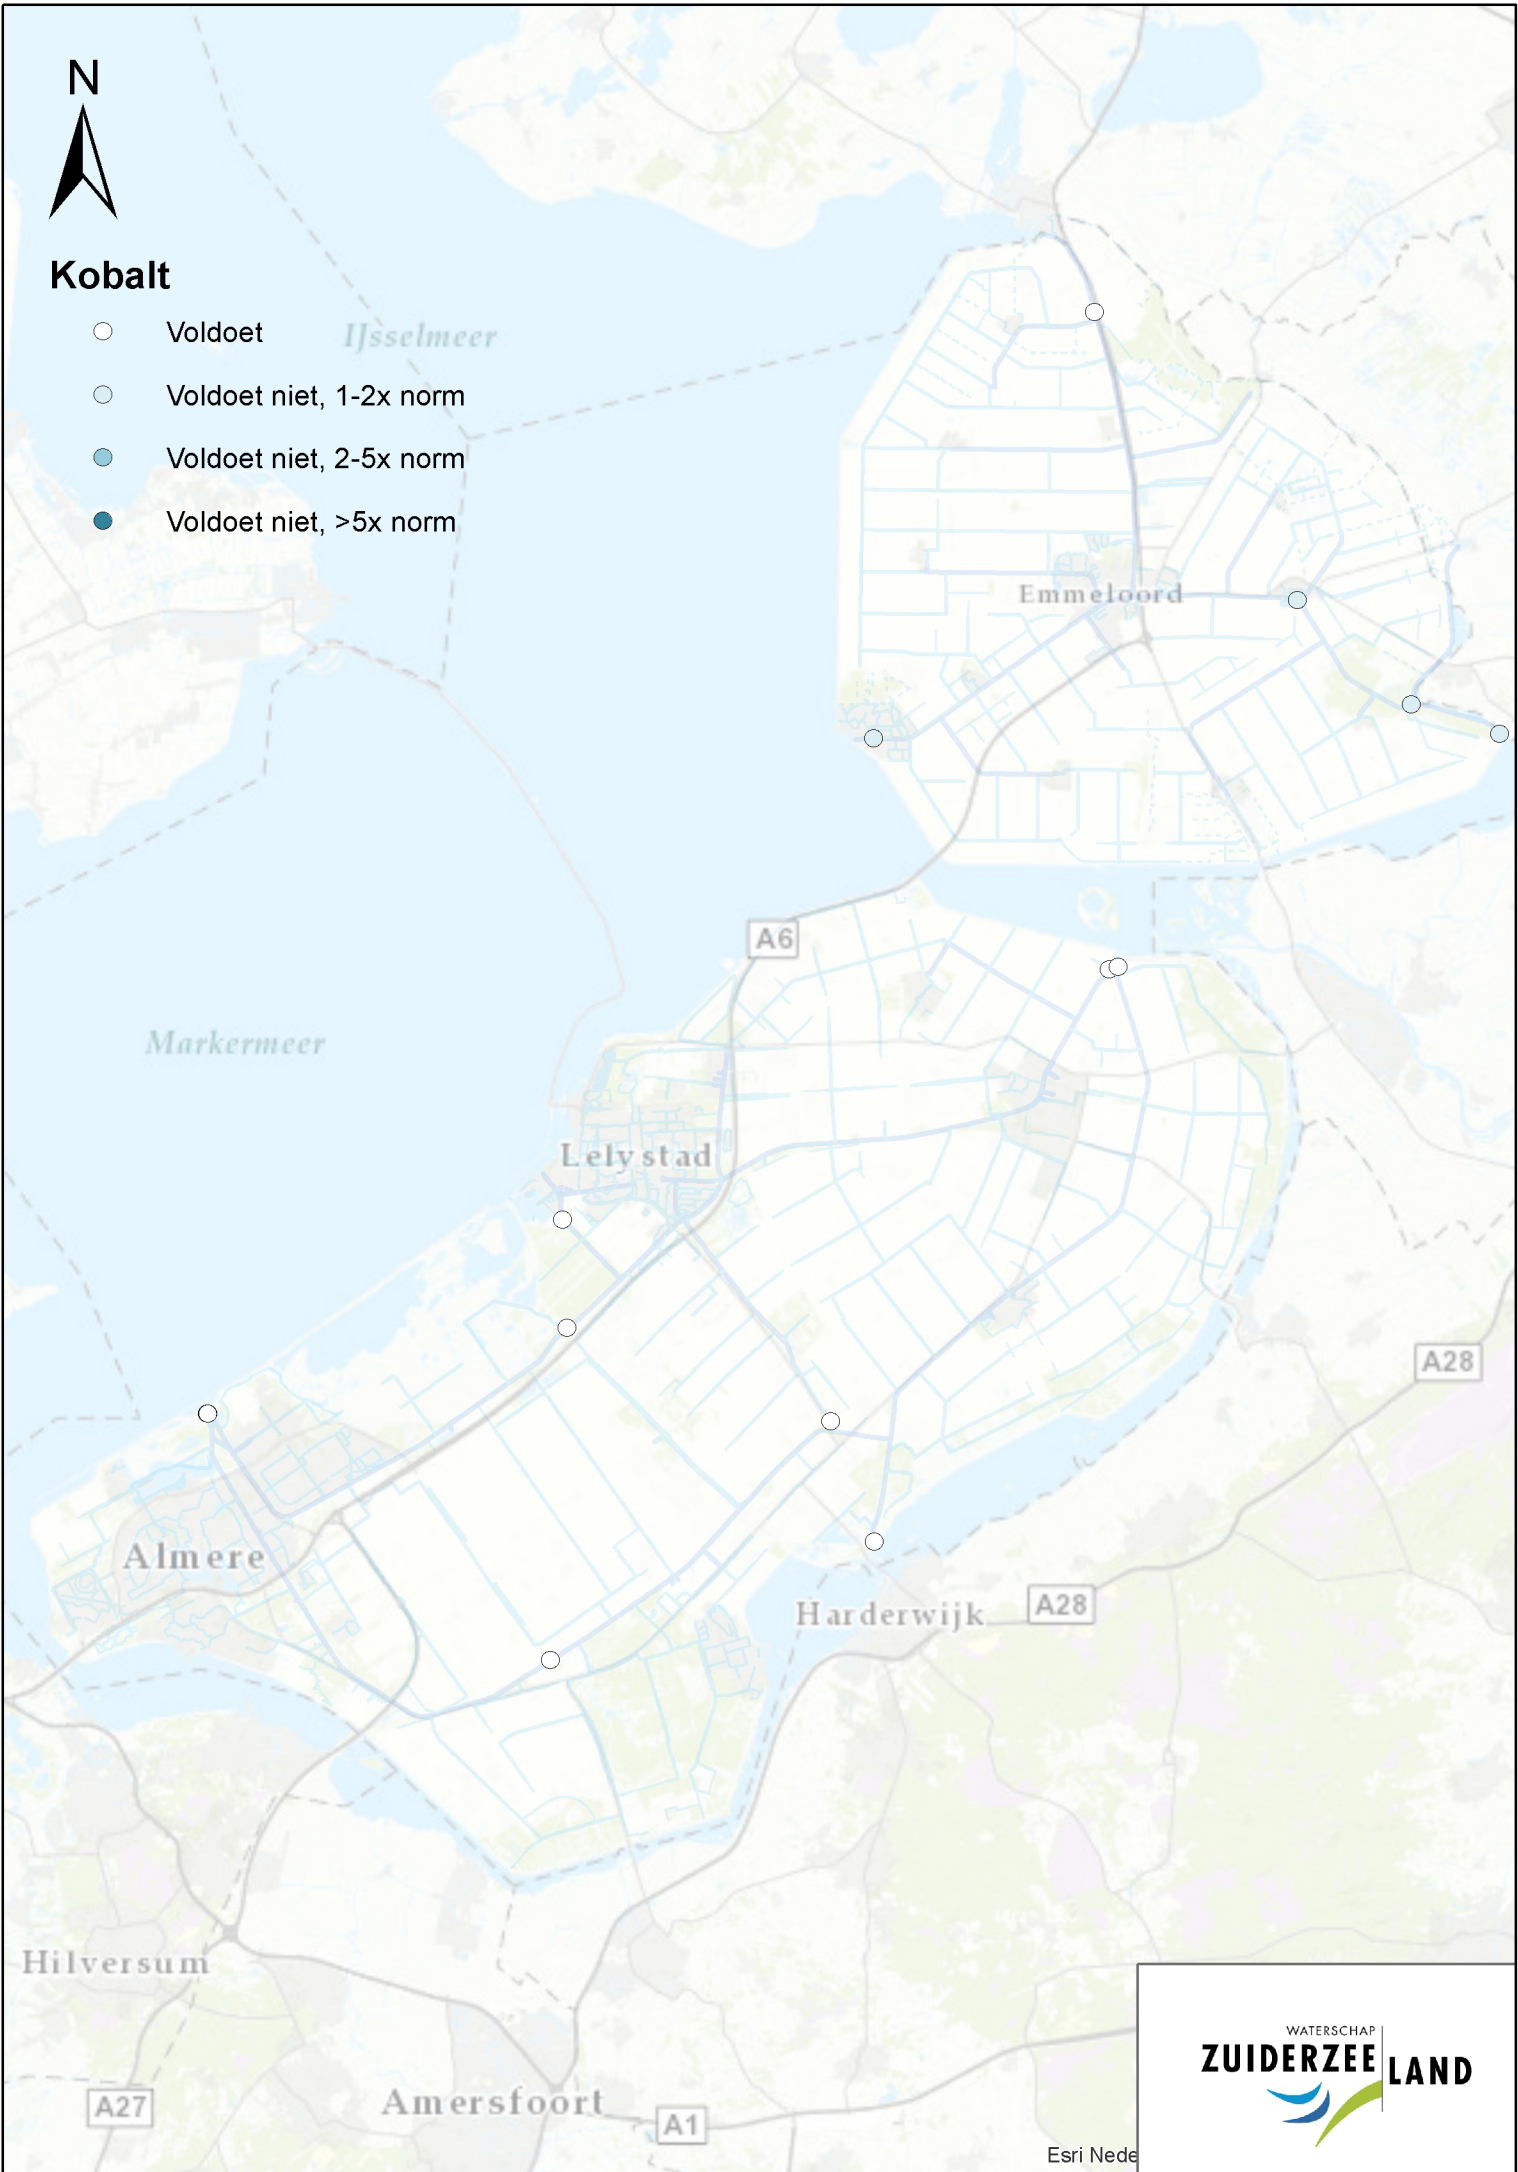 N
Kobalt
Voldoet
Voldoet niet, 1-2x norm
Voldoet niet, 2-5x norm
Voldoet niet, >5x norm
IJsselmeer
Emmeloord
A6
Markermeer
Lelystad
A28
Almere
Harderwijk
A28
Hilversum
A27
Amersfoort
A1
Esri Nede
WATERSCHAP
ZUIDERZEE
LAND